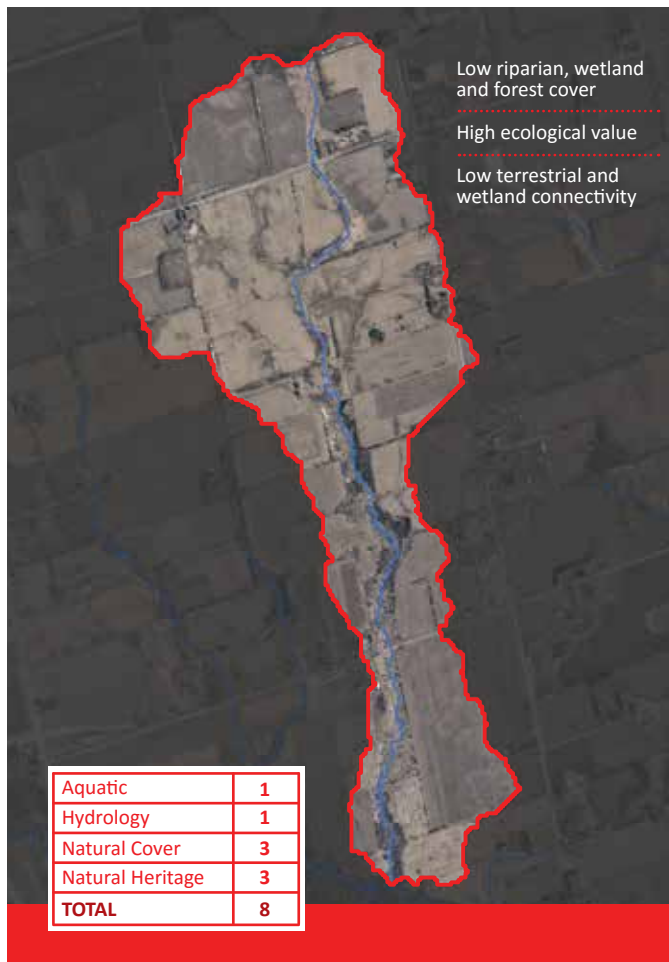 Low riparian, wetland
and forest cover
High ecological value
Low terrestrial and
wetland connectivity
Aquatic 1
Hydrology 1
Natural Cover 3
Natural Heritage 3
TOTAL 8